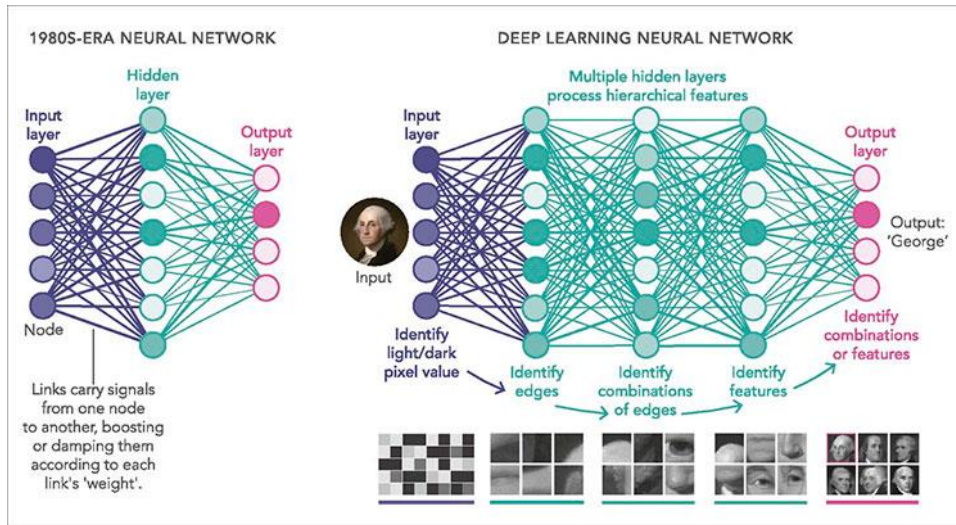 1980S-ERA NEURAL NETWORK
Hidden
layer
Input
layer
Output
layer
Node
Links carry signals
from one node
to another, boosting
or damping them
according to each
link's 'weight'.
DEEP LEARNING NEURAL NETWORK
Multiple hidden layers
process hierarchical features
Input
layer
Output
layer
Input
Output:
'George'
Identify
light/dark
pixel value
Identify
edges
Identify
combinations
of edges
Identify
features
Identify
combinations
or features